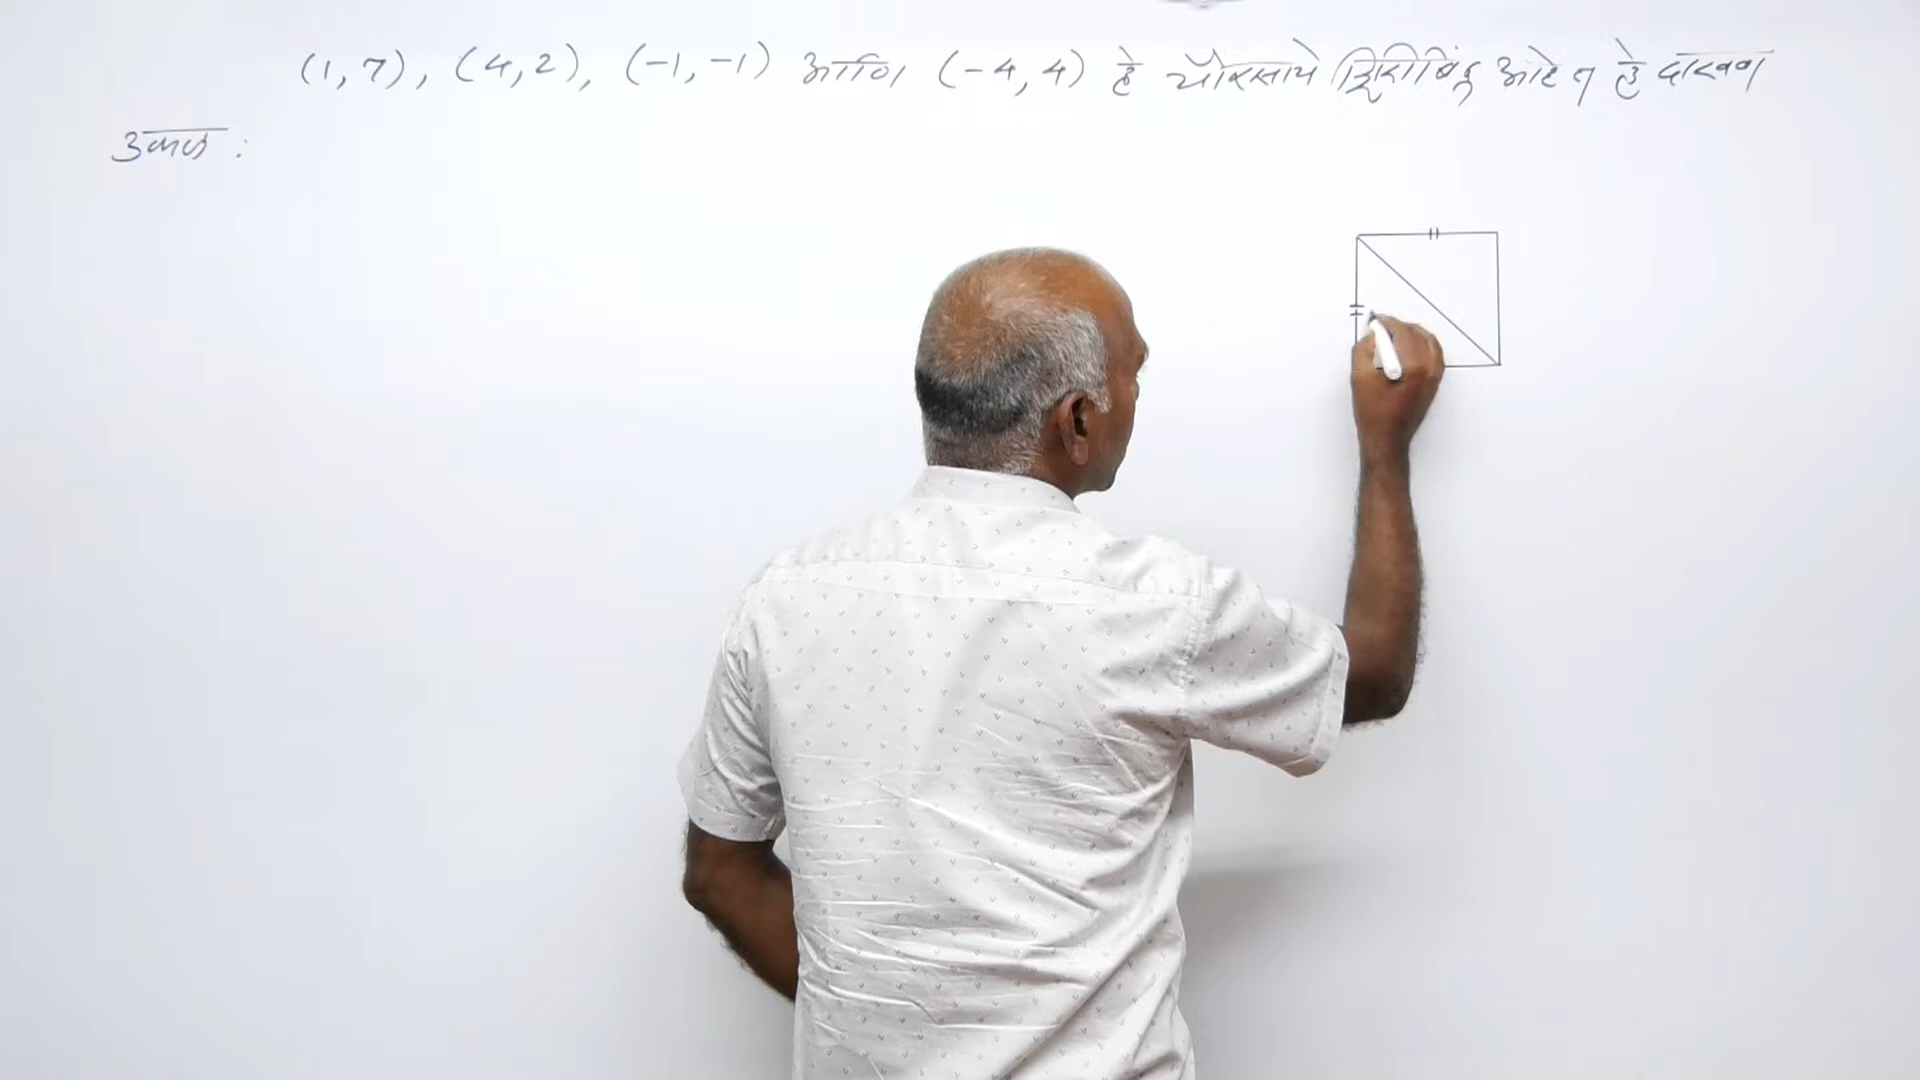 (1,7), (4,2), (-1,-1) आणि (-4,4) हे चौरसाचे शिरोबिंदू आहेत हे दाखवा
उकल :